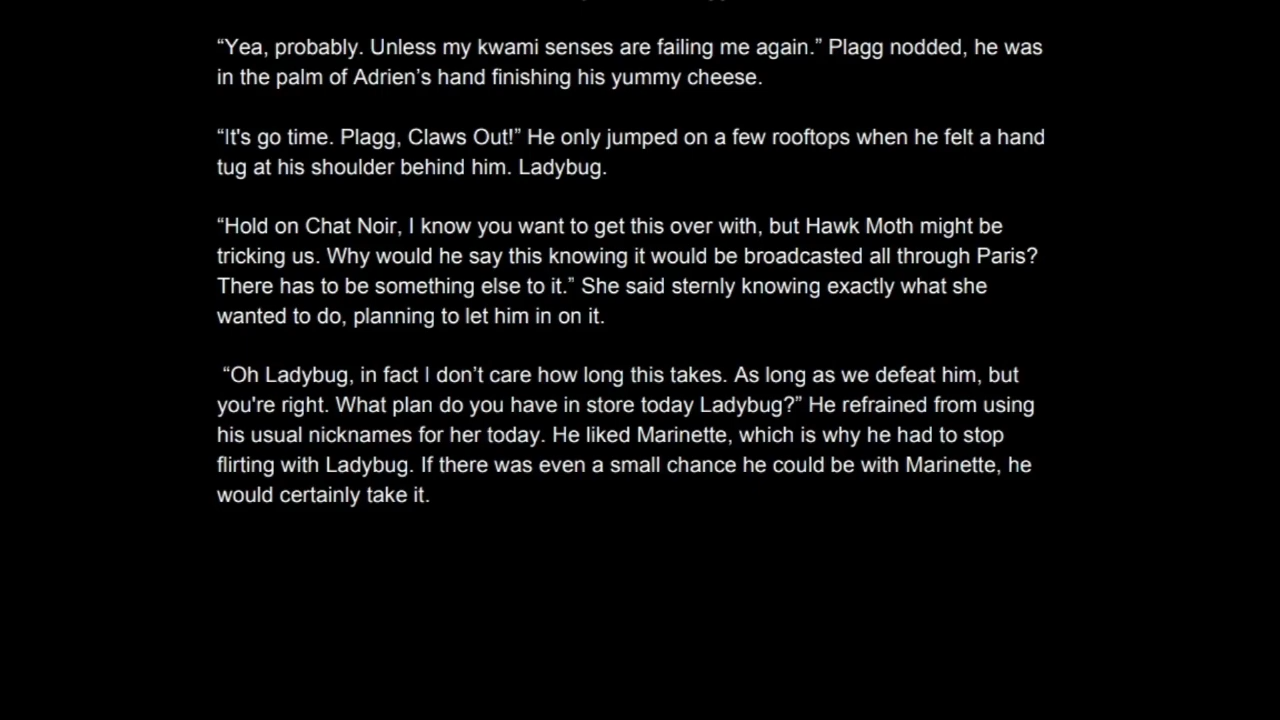 “Yea, probably. Unless my kwami senses are failing me again.” Plagg nodded, he was
in the palm of Adrien’s hand finishing his yummy cheese.
“It's go time. Plagg, Claws Out!” He only jumped on a few rooftops when he felt a hand
tug at his shoulder behind him. Ladybug.
“Hold on Chat Noir, I know you want to get this over with, but Hawk Moth might be
tricking us. Why would he say this knowing it would be broadcasted all through Paris?
There has to be something else to it.” She said sternly knowing exactly what she
wanted to do, planning to let him in on it.
“Oh Ladybug, in fact I don’t care how long this takes. As long as we defeat him, but
you're right. What plan do you have in store today Ladybug?” He refrained from using
his usual nicknames for her today. He liked Marinette, which is why he had to stop
flirting with Ladybug. If there was even a small chance he could be with Marinette, he
would certainly take it.